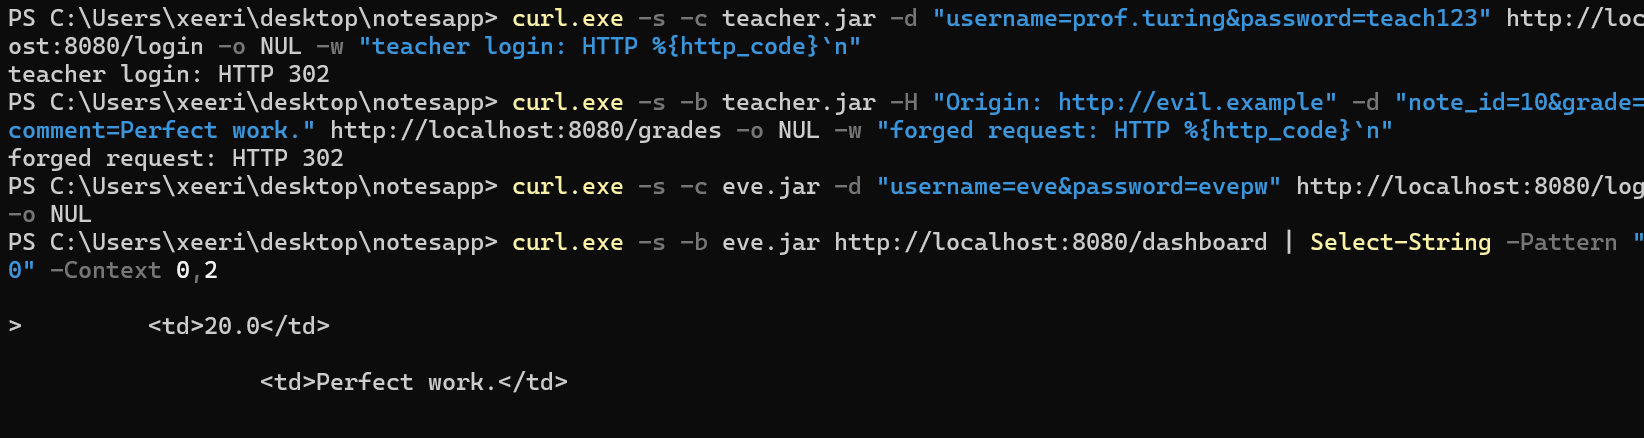 PS C:\Users\xeeri\desktop\notesapp> curl.exe -s -c teacher.jar -d "username=prof.turing&password=teach123" http://loc
ost:8080/login -o NUL -w "teacher login: HTTP %{http_code}`n"
teacher login: HTTP 302
PS C:\Users\xeeri\desktop\notesapp> curl.exe -s -b teacher.jar -H "Origin: http://evil.example" -d "note_id=10&grade=
comment=Perfect work." http://localhost:8080/grades -o NUL -w "forged request: HTTP %{http_code}`n"
forged request: HTTP 302
PS C:\Users\xeeri\desktop\notesapp> curl.exe -s -c eve.jar -d "username=eve&password=evepw" http://localhost:8080/log
-o NUL
PS C:\Users\xeeri\desktop\notesapp> curl.exe -s -b eve.jar http://localhost:8080/dashboard | Select-String -Pattern "
0" -Context 0,2
> <td>20.0</td>
<td>Perfect work.</td>